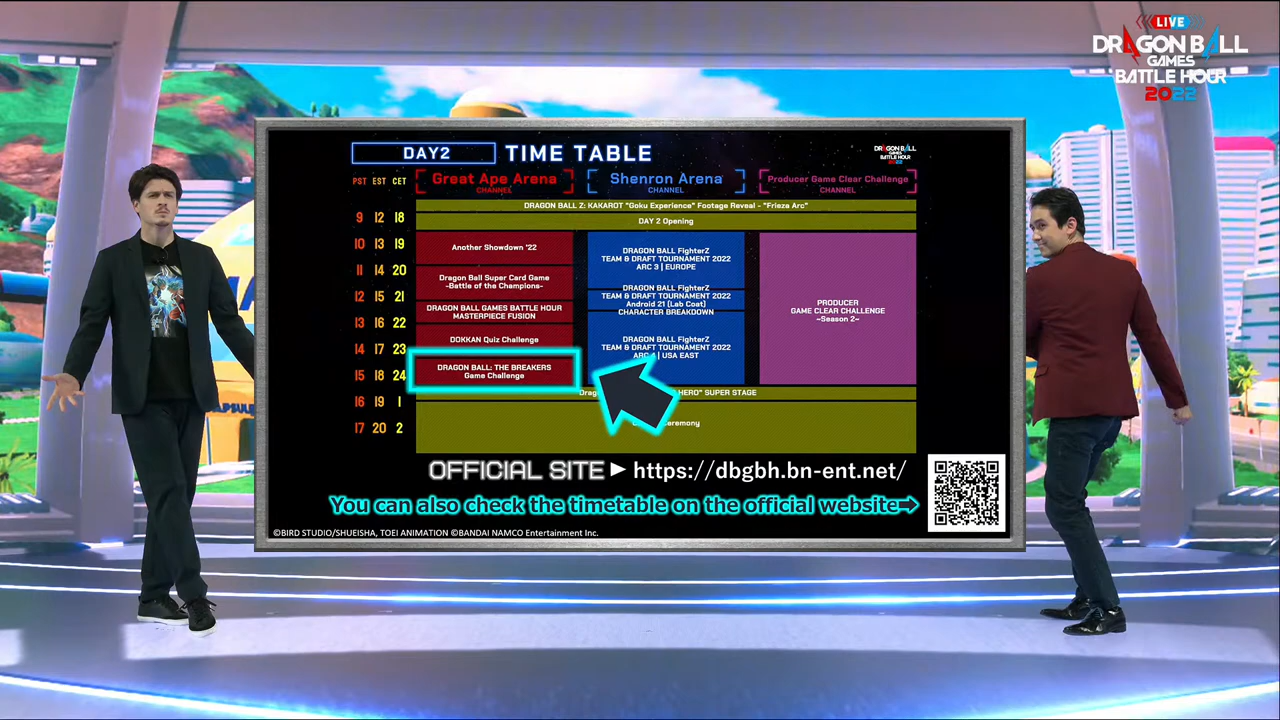 LIVE
DRAGON BALL
GAMES
BATTLE HOUR
2022
DAY2
TIME TABLE
DRAGON BALL
GAMES
BATTLE HOUR
2022
PST EST CET
Great Ape Arena
CHANNEL
Shenron Arena
CHANNEL
Producer Game Clear Challenge
CHANNEL
DRAGON BALL Z: KAKAROT "Goku Experience" Footage Reveal - "Frieza Arc"
9 12 18
DAY 2 Opening
10 13 19
Another Showdown '22
DRAGON BALL FighterZ
TEAM & DRAFT TOURNAMENT 2022
ARC 3 | EUROPE
11 14 20
Dragon Ball Super Card Game
-Battle of the Champions-
12 15 21
DRAGON BALL FighterZ
TEAM & DRAFT TOURNAMENT 2022
Android 21 (Lab Coat)
CHARACTER BREAKDOWN
PRODUCER
GAME CLEAR CHALLENGE
~Season 2~
13 16 22
DRAGON BALL GAMES BATTLE HOUR
MASTERPIECE FUSION
14 17 23
DOKKAN Quiz Challenge
DRAGON BALL FighterZ
TEAM & DRAFT TOURNAMENT 2022
ARC | USA EAST
15 18 24
DRAGON BALL: THE BREAKERS
Game Challenge
16 19 1
HERO" SUPER STAGE
17 20 2
OFFICIAL SITE ▶ https://dbgbh.bn-ent.net/
You can also check the timetable on the official website➡
©BIRD STUDIO/SHUEISHA, TOEI ANIMATION ©BANDAI NAMCO Entertainment Inc.